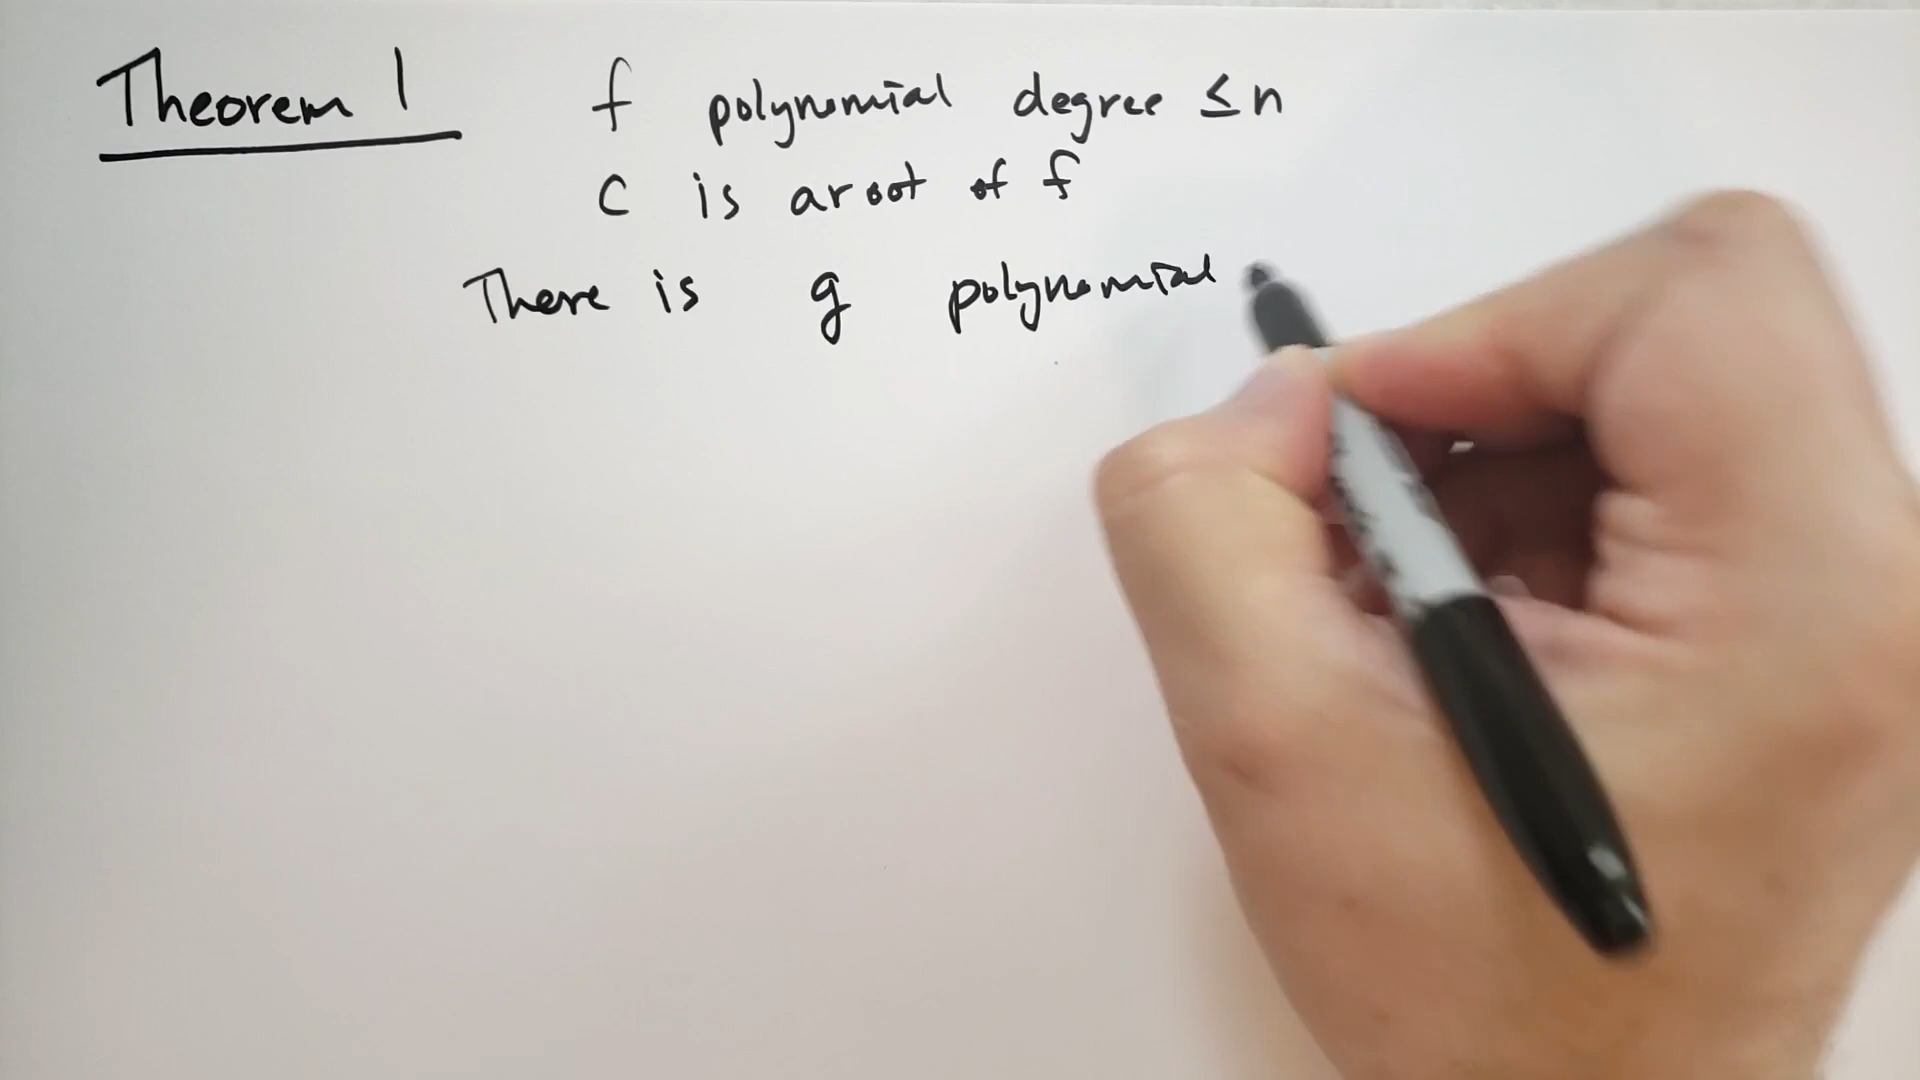 Theorem 1 f polynomial degree ≤ n
c is a root of f
There is g polynomial